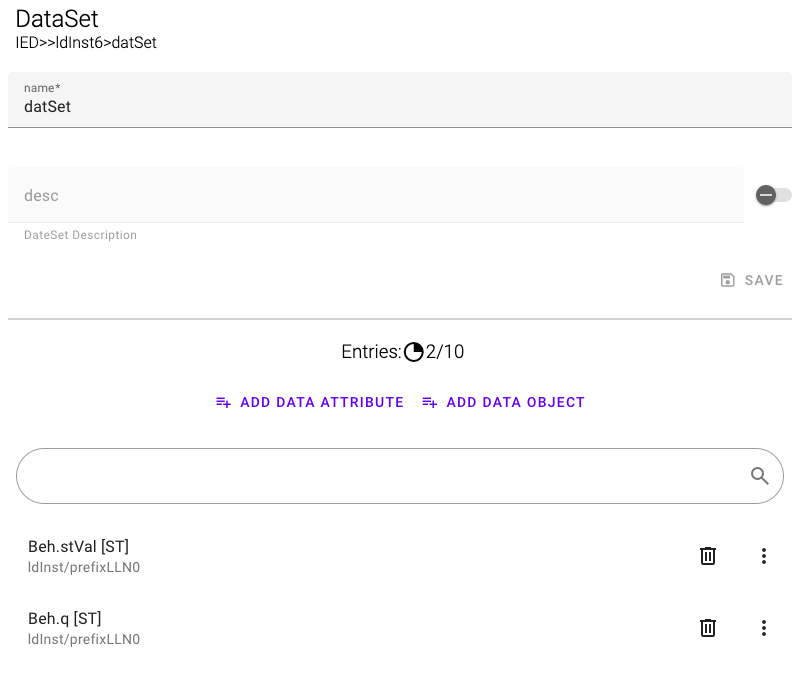 DataSet
IED>>ldInst6>datSet
name*
datSet
desc
DateSet Description
SAVE
Entries: 2/10
ADD DATA ATTRIBUTE ADD DATA OBJECT
Beh.stVal [ST]
ldInst/prefixLLN0
Beh.q [ST]
ldInst/prefixLLN0